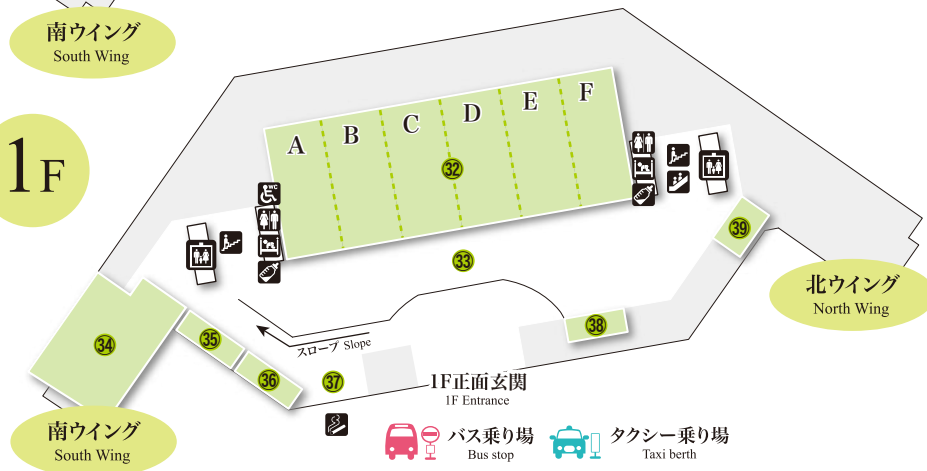 南ウイング
South Wing
1F
A
B
C
D
E
F
32
WC
39
33
北ウイング
North Wing
38
34
35
スロープ Slope
36
37
1F正面玄関
1F Entrance
南ウイング
South Wing
バス乗り場
Bus stop
タクシー乗り場
Taxi berth